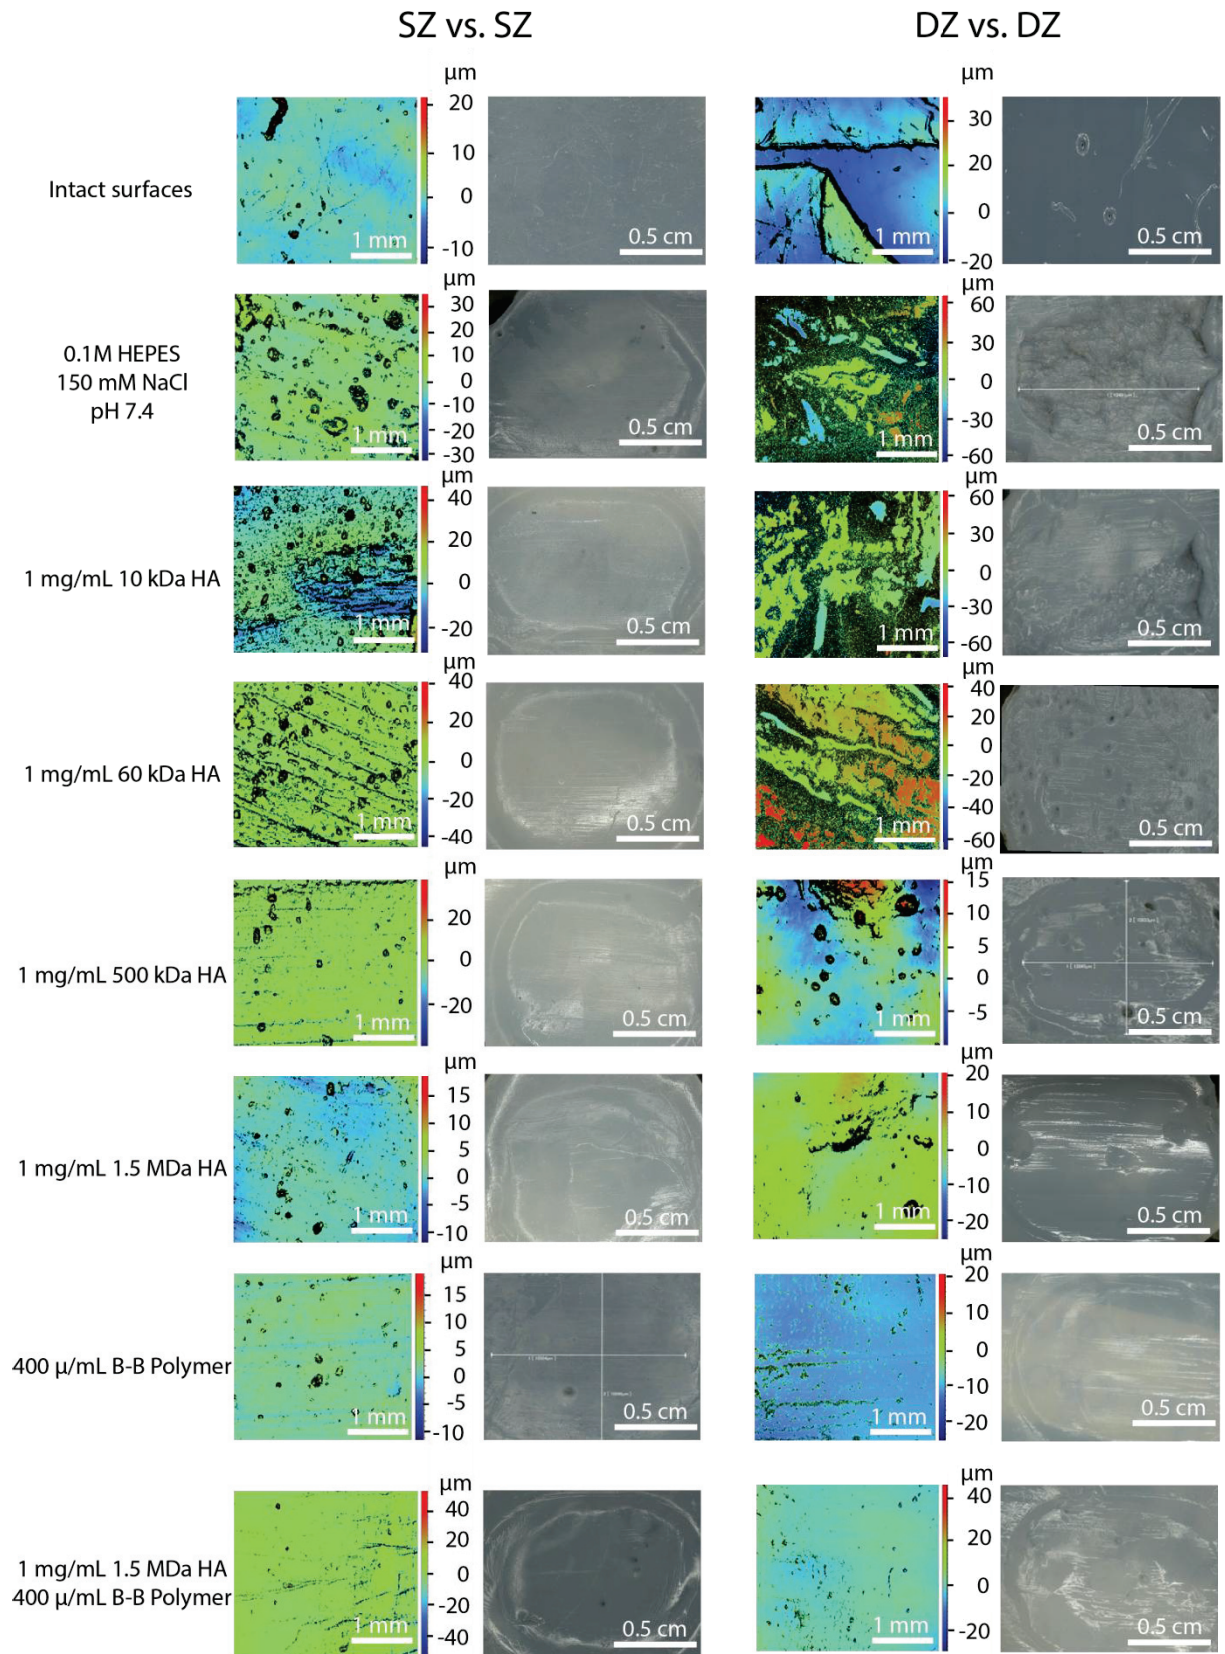 SZ vs. SZ
DZ vs. DZ
Intact surfaces
µm
20
10
0
-10
1 mm
0.5 cm
µm
30
20
0
-20
1 mm
0.5 cm
0.1M HEPES
150 mM NaCl
pH 7.4
30
20
10
0
-10
-20
-30
1 mm
0.5 cm
60
30
0
-30
-60
1 mm
0.5 cm
1 mg/mL 10 kDa HA
µm
40
20
0
-20
1 mm
0.5 cm
µm
60
30
0
-30
-60
1 mm
0.5 cm
1 mg/mL 60 kDa HA
µm
40
20
0
-20
-40
1 mm
0.5 cm
µm
40
20
0
-20
-40
-60
1 mm
0.5 cm
1 mg/mL 500 kDa HA
µm
20
0
-20
1 mm
0.5 cm
µm
15
10
5
0
-5
1 mm
0.5 cm
1 mg/mL 1.5 MDa HA
µm
15
10
5
0
-5
-10
1 mm
0.5 cm
µm
20
10
0
-10
-20
1 mm
0.5 cm
400 µ/mL B-B Polymer
µm
15
10
5
0
-5
-10
1 mm
0.5 cm
µm
20
10
0
-10
-20
1 mm
0.5 cm
1 mg/mL 1.5 MDa HA
400 µ/mL B-B Polymer
µm
40
20
0
-20
-40
1 mm
0.5 cm
µm
40
20
0
-20
1 mm
0.5 cm